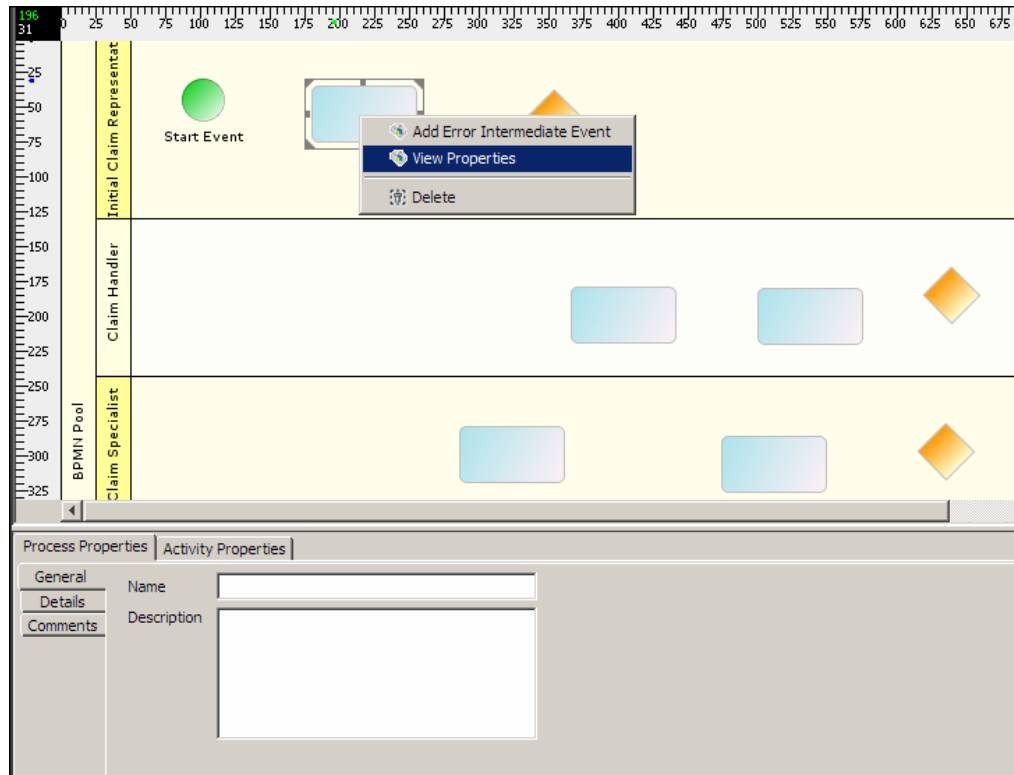 196
31
0 25 50 75 100 125 150 175 200 225 250 275 300 325 350 375 400 425 450 475 500 525 550 575 600 625 650 675
25
50
75
100
125
150
175
200
225
250
275
300
325
BPMN Pool
Initial Claim Representat
Start Event
Add Error Intermediate Event
View Properties
Delete
Claim Handler
Claim Specialist
Process Properties Activity Properties
General
Details
Comments
Name
Description